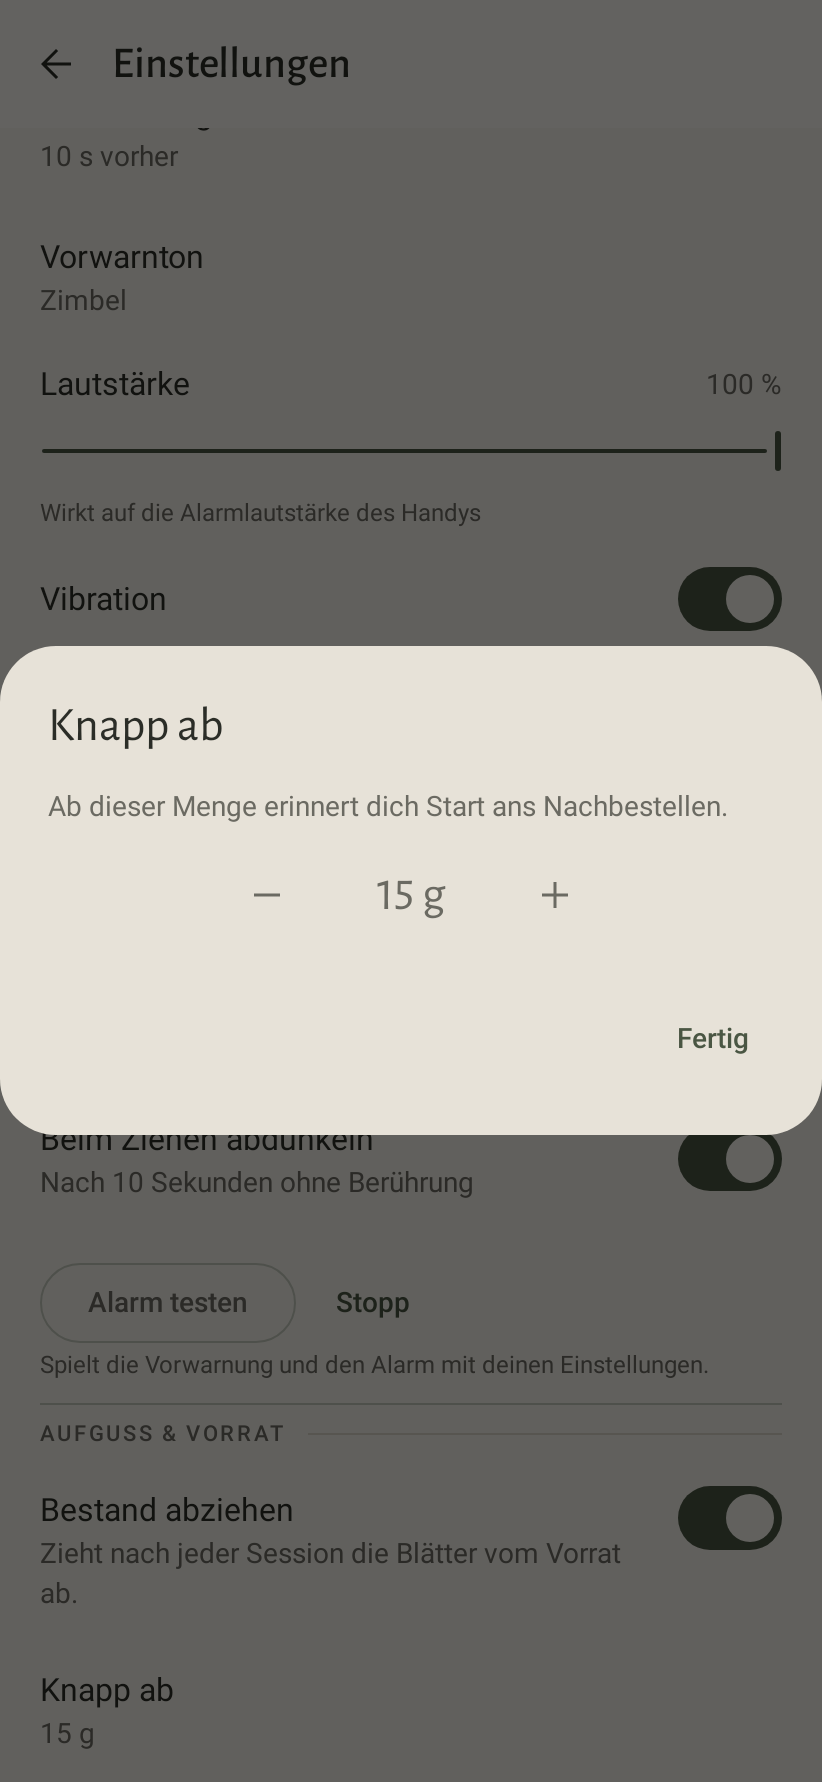 Einstellungen
10 s vorher
Vorwarnton
Zimbel
Lautstärke
100 %
Wirkt auf die Alarmlautstärke des Handys
Vibration
Knapp ab
Ab dieser Menge erinnert dich Start ans Nachbestellen.
− 15 g +
Fertig
Beim Ziehen abdunkeln
Nach 10 Sekunden ohne Berührung
Alarm testen
Stopp
Spielt die Vorwarnung und den Alarm mit deinen Einstellungen.
AUFGUSS & VORRAT
Bestand abziehen
Zieht nach jeder Session die Blätter vom Vorrat
ab.
Knapp ab
15 g